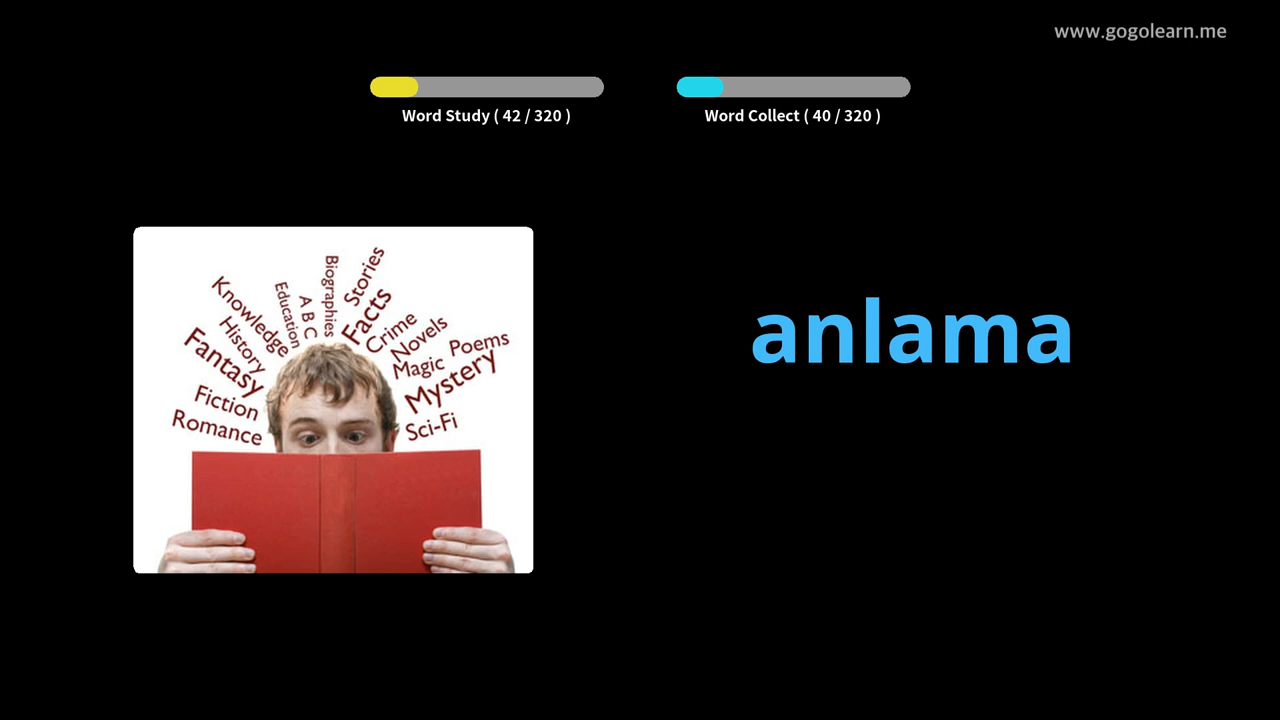 www.gogolearn.me
Word Study ( 42 / 320 )
Word Collect ( 40 / 320 )
Romance
Fiction
Fantasy
History
Knowledge
Education
A B C
Biographies
Stories
Facts
Crime
Novels
Magic
Poems
Mystery
Sci-Fi
anlama